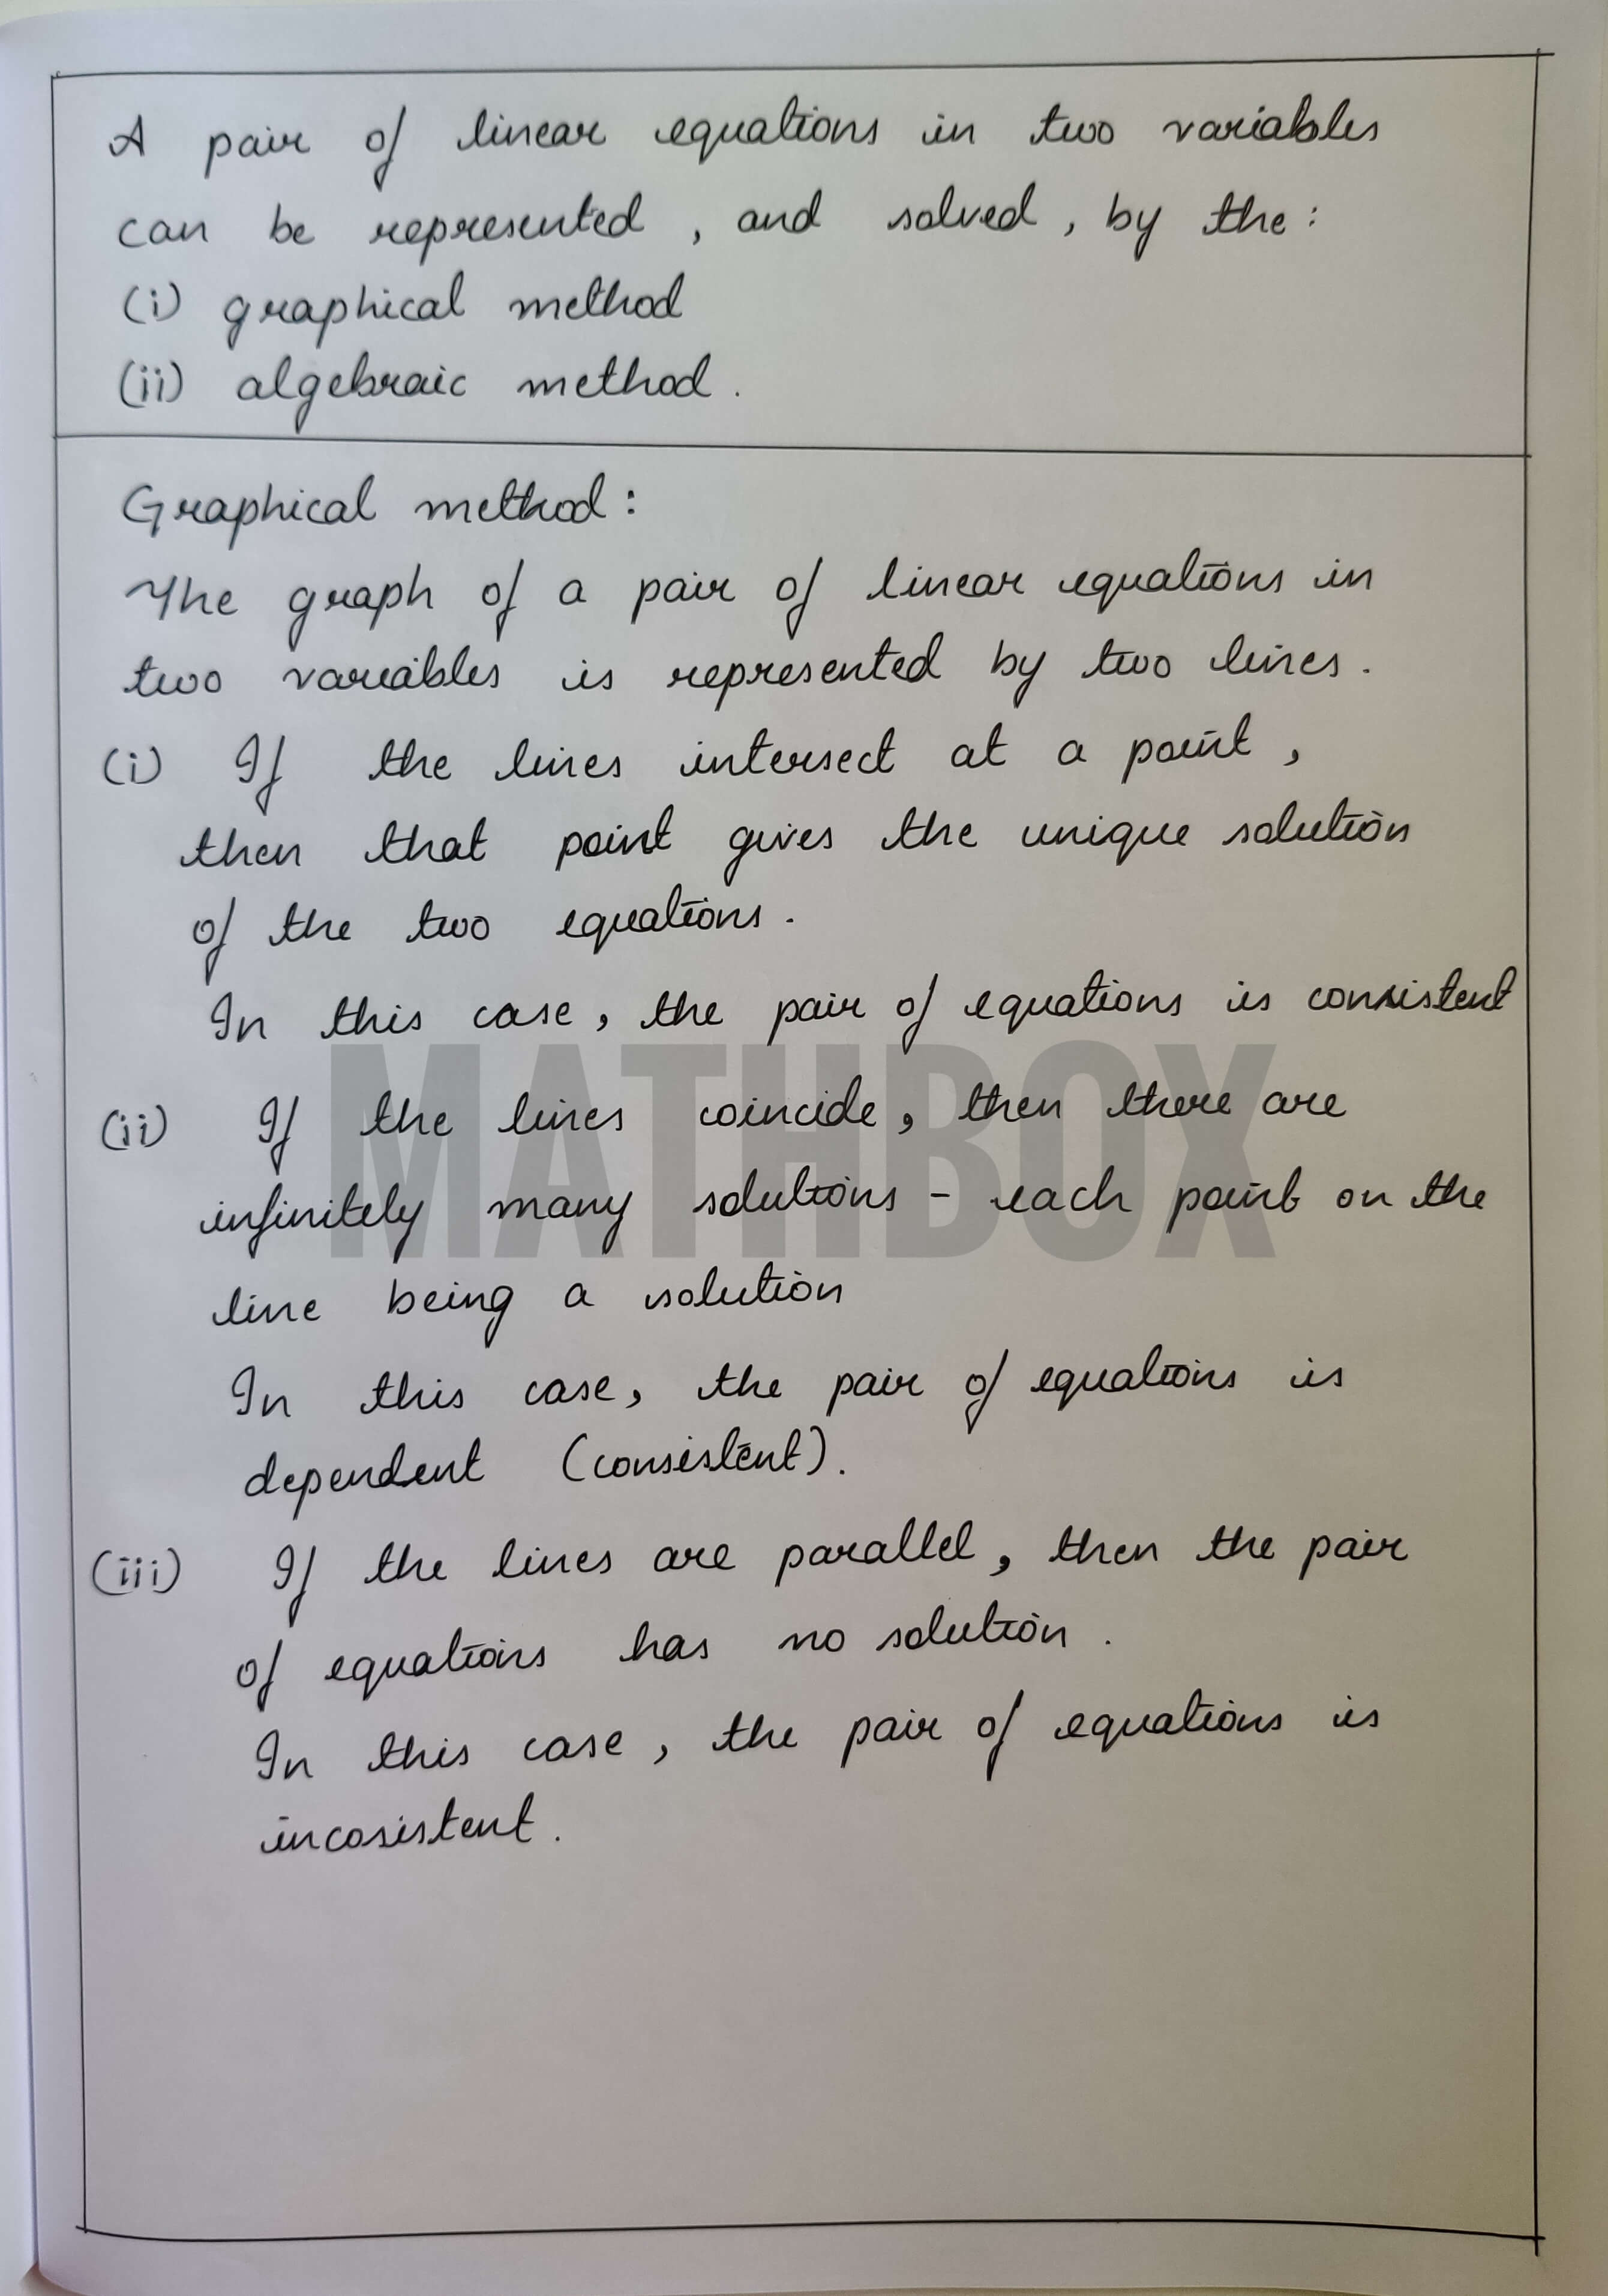 A pair of linear equations in two variables
can be represented, and solved, by the:
(i) graphical method
(ii) algebraic method.
Graphical method:
The graph of a pair of linear equations in
two variables is represented by two lines.
(i) If the lines intersect at a point,
then that point gives the unique solution
of the two equations.
In this case, the pair of equations is consistent
MATHBOX
(ii) If the lines coincide, then there are
infinitely many solutions - each point on the
line being a solution
In this case, the pair of equations is
dependent (consistent).
(iii) If the lines are parallel, then the pair
of equations has no solution.
In this case, the pair of equations is
incosistent.